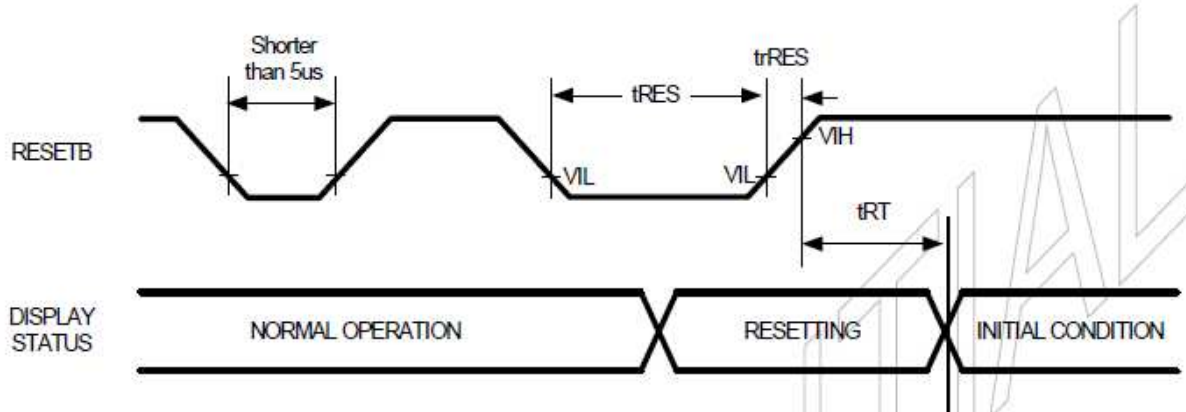 Shorter
than 5us
tRES
trRES
RESETB
VIL
VIL
VIH
tRT
DISPLAY
STATUS
NORMAL OPERATION
RESETTING
INITIAL CONDITION